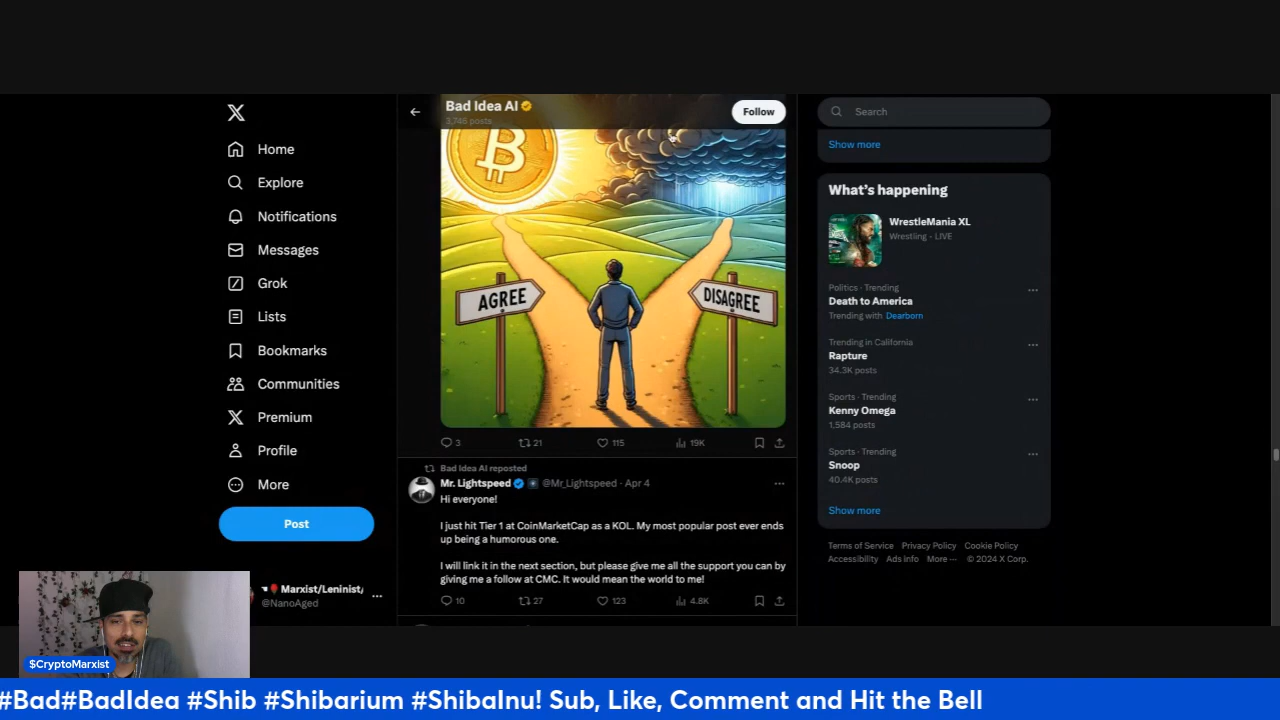 Home
Explore
Notifications
Messages
Grok
Lists
Bookmarks
Communities
Premium
Profile
More
Post
Marxist/Leninist/
@NanoAged
$CryptoMarxist
Bad Idea AI
3,746 posts
Follow
AGREE
DISAGREE
3
21
115
19K
Bad Idea AI reposted
Mr. Lightspeed @Mr_Lightspeed · Apr 4
Hi everyone!
I just hit Tier 1 at CoinMarketCap as a KOL. My most popular post ever ends
up being a humorous one.
I will link it in the next section, but please give me all the support you can by
giving me a follow at CMC. It would mean the world to me!
10
27
123
4.8K
Search
Show more
What's happening
WrestleMania XL
Wrestling · LIVE
Politics · Trending
Death to America
Trending with Dearborn
Trending in California
Rapture
34.3K posts
Sports · Trending
Kenny Omega
1,584 posts
Sports · Trending
Snoop
40.4K posts
Show more
Terms of Service Privacy Policy Cookie Policy
Accessibility Ads info More ··· © 2024 X Corp.
#Bad#BadIdea #Shib #Shibarium #ShibaInu! Sub, Like, Comment and Hit the Bell